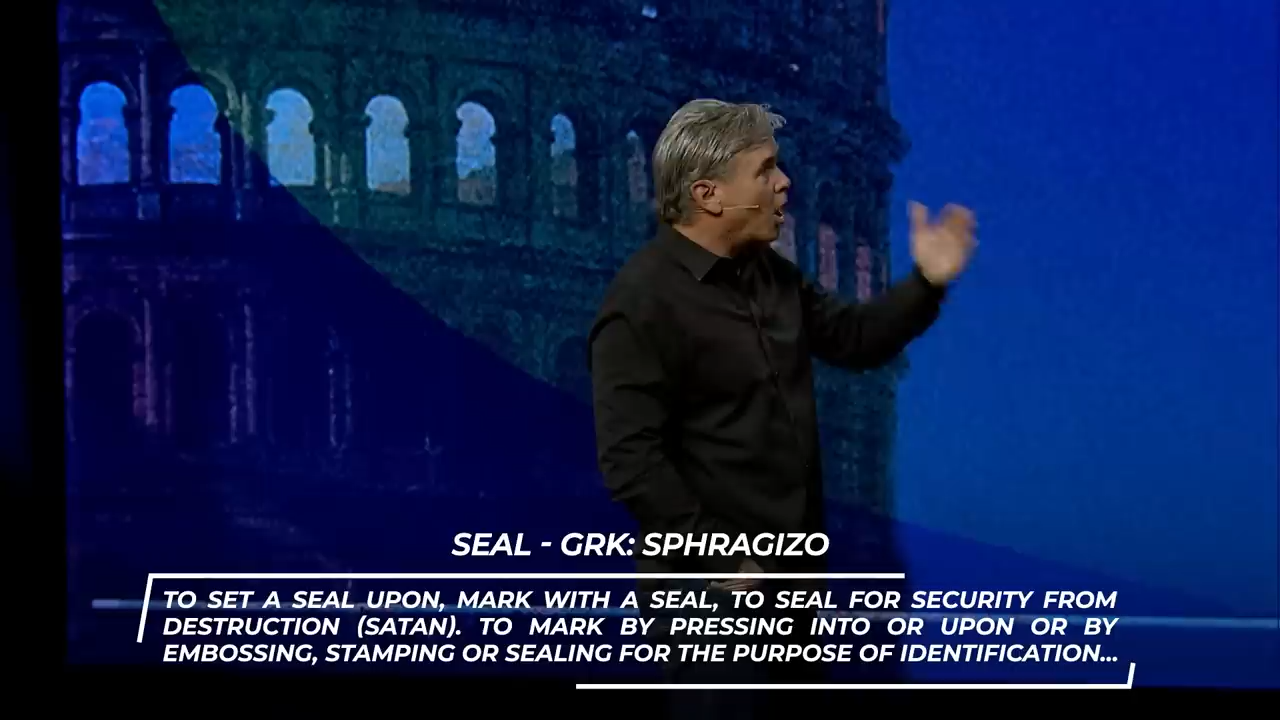 SEAL - GRK: SPHRAGIZO
TO SET A SEAL UPON, MARK WITH A SEAL, TO SEAL FOR SECURITY FROM
DESTRUCTION (SATAN). TO MARK BY PRESSING INTO OR UPON OR BY
EMBOSSING, STAMPING OR SEALING FOR THE PURPOSE OF IDENTIFICATION...